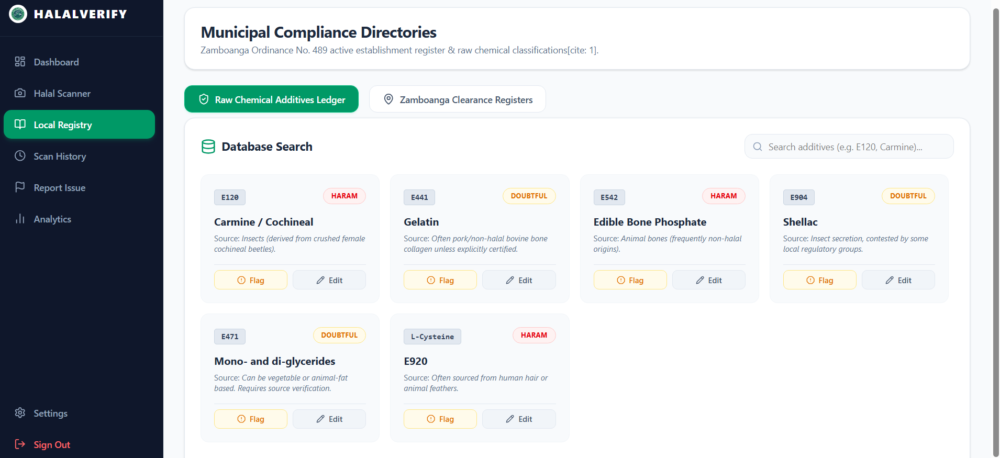 HALALVERIFY
Dashboard
Halal Scanner
Local Registry
Scan History
Report Issue
Analytics
Settings
Sign Out
Municipal Compliance Directories
Zamboanga Ordinance No. 489 active establishment register & raw chemical classifications[cite: 1].
Raw Chemical Additives Ledger
Zamboanga Clearance Registers
Database Search
Search additives (e.g. E120, Carmine)...
E120
HARAM
Carmine / Cochineal
Source: Insects (derived from crushed female
cochineal beetles).
Flag
Edit
E441
DOUBTFUL
Gelatin
Source: Often pork/non-halal bovine bone
collagen unless explicitly certified.
Flag
Edit
E542
HARAM
Edible Bone Phosphate
Source: Animal bones (frequently non-halal
origins).
Flag
Edit
E904
DOUBTFUL
Shellac
Source: Insect secretion, contested by some
local regulatory groups.
Flag
Edit
E471
DOUBTFUL
Mono- and di-glycerides
Source: Can be vegetable or animal-fat
based. Requires source verification.
Flag
Edit
L-Cysteine
HARAM
E920
Source: Often sourced from human hair or
animal feathers.
Flag
Edit